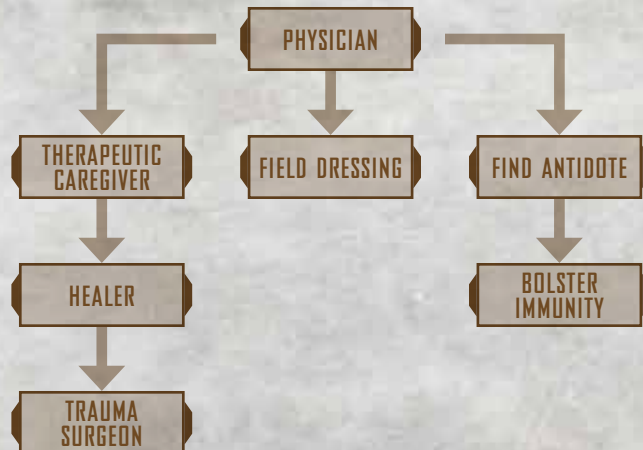 PHYSICIAN
THERAPEUTIC
CAREGIVER
FIELD DRESSING
FIND ANTIDOTE
HEALER
BOLSTER
IMMUNITY
TRAUMA
SURGEON